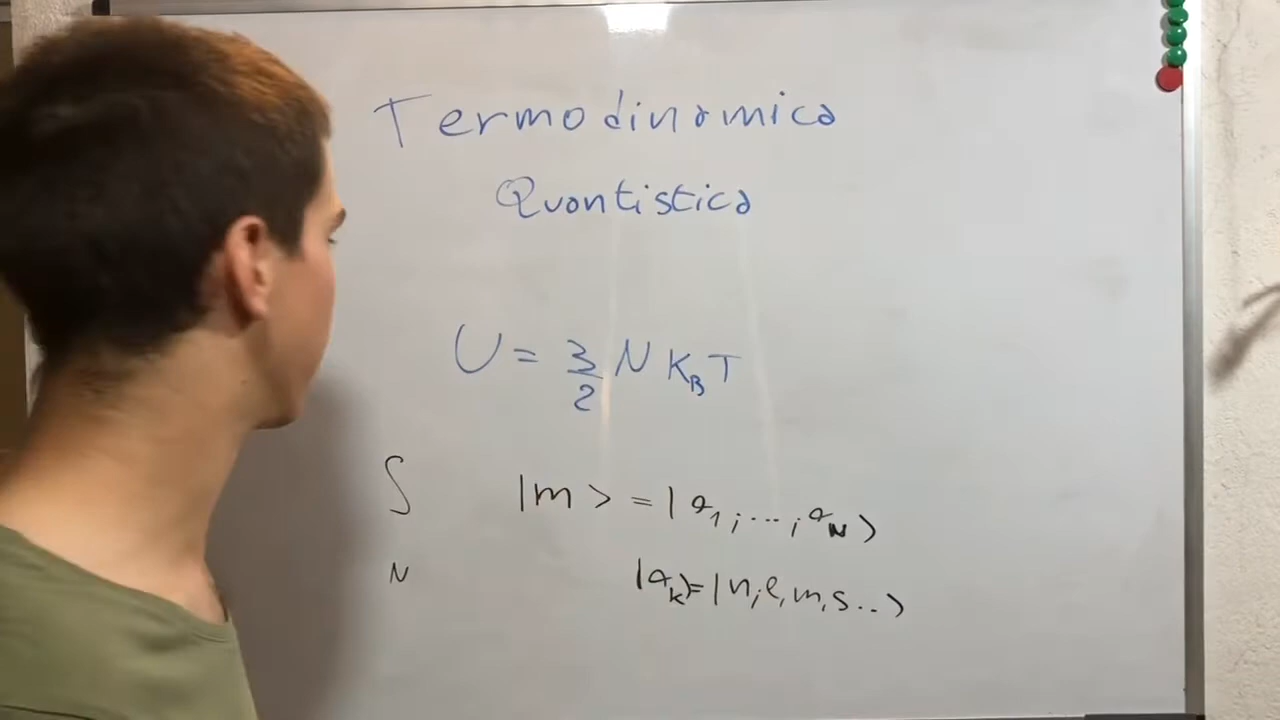 Termodinamica
Quantistica
U = 3/2 N K_B T
S |m> = |a_1,...,a_N>
N |a_k> = |n,l,m,s..>